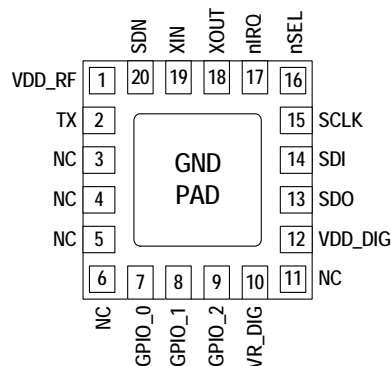 SDN XIN XOUT nIRQ nSEL
20 19 18 17 16
VDD_RF 1
TX 2
NC 3
NC 4
NC 5
6
NC
15 SCLK
14 SDI
13 SDO
12 VDD_DIG
11 NC
GND
PAD
7 8 9 10
GPIO_0 GPIO_1 GPIO_2 VR_DIG